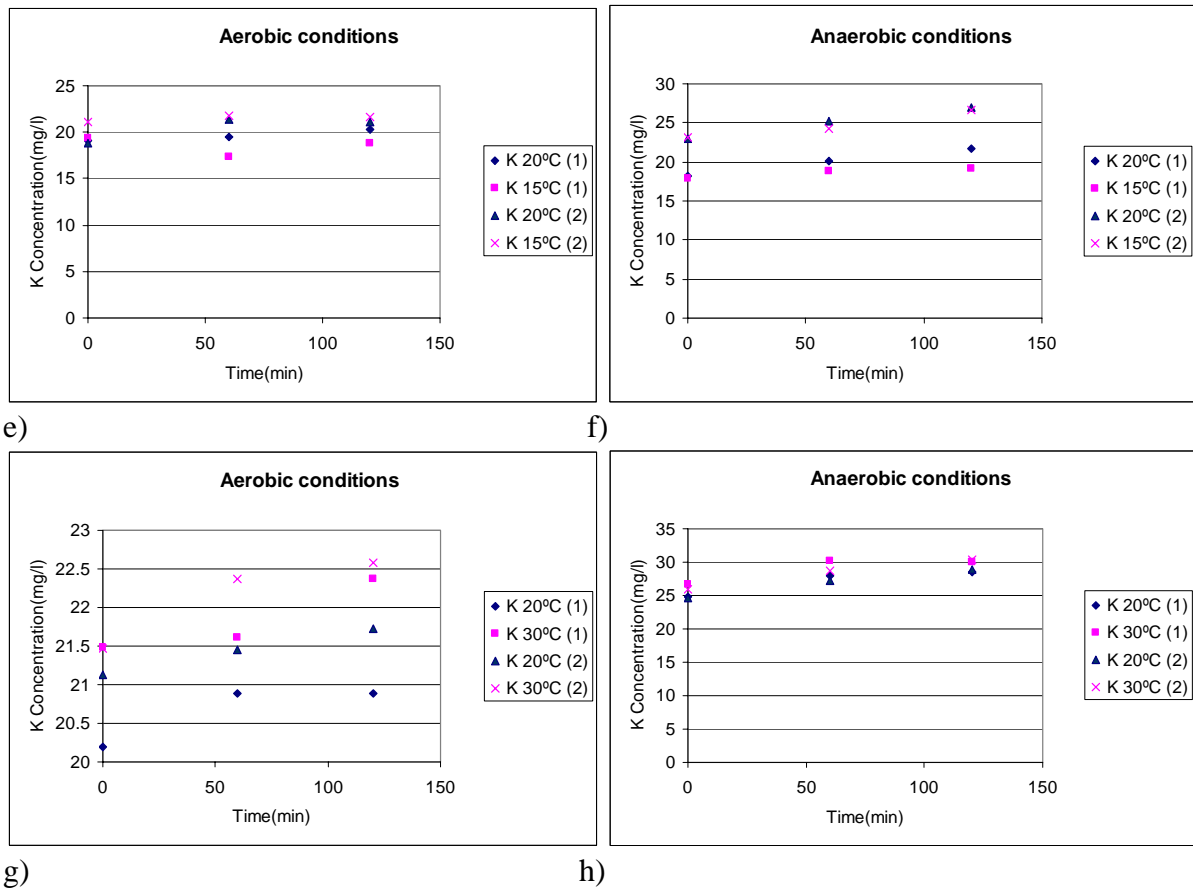 Aerobic conditions
25
20
15
10
5
0
0 50 100 150
Time(min)
K Concentration(mg/l)
K 20ºC (1)
K 15ºC (1)
K 20ºC (2)
K 15ºC (2)
e)
Anaerobic conditions
30
25
20
15
10
5
0
0 50 100 150
Time(min)
K Concentration(mg/l)
K 20ºC (1)
K 15ºC (1)
K 20ºC (2)
K 15ºC (2)
f)
Aerobic conditions
23
22.5
22
21.5
21
20.5
20
0 50 100 150
Time(min)
K Concentration(mg/l)
K 20ºC (1)
K 30ºC (1)
K 20ºC (2)
K 30ºC (2)
g)
Anaerobic conditions
35
30
25
20
15
10
5
0
0 50 100 150
Time(min)
K Concentration(mg/l)
K 20ºC (1)
K 30ºC (1)
K 20ºC (2)
K 30ºC (2)
h)